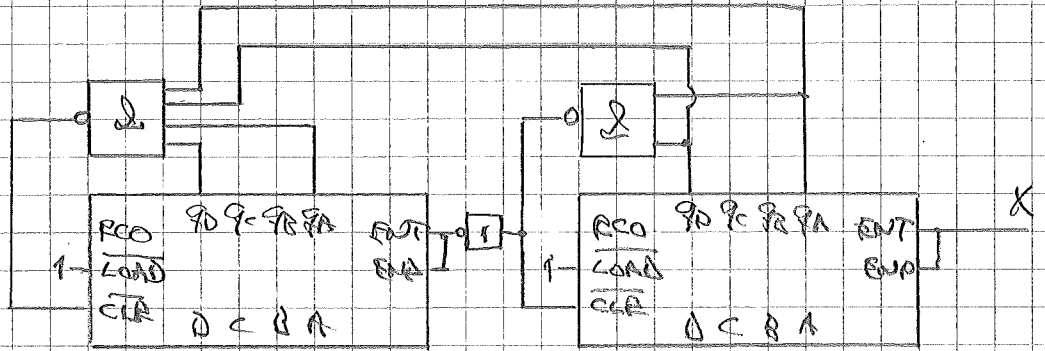 & &
X
RCO qD qC qB qA ENT 1 RCO qD qC qB qA ENT
1 LOAD ENP 1 LOAD ENP
CLR CLR
D C B A D C B A